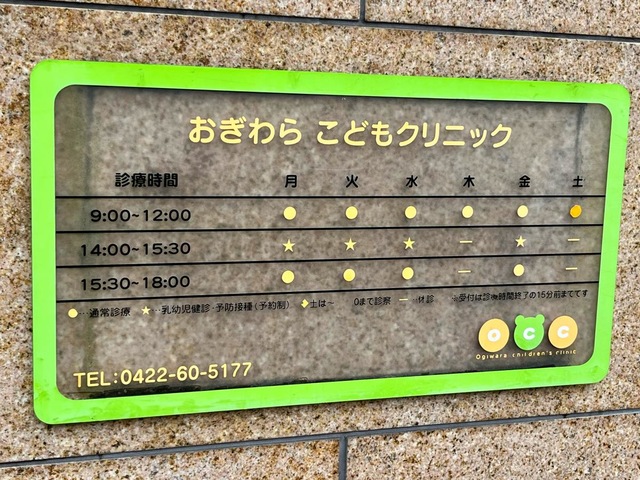 おぎわら こどもクリニック
診療時間 月 火 水 木 金 土
9:00~12:00 ● ● ● ● ● ●
14:00~15:30 ★ ★ ★ ー ★ ー
15:30~18:00 ● ● ● ー ● ー
●…通常診療 ★…乳幼児健診・予防接種(予約制) 土は~ 0まで診察 ー 休診 ※受付は診療時間終了の15分前までです
o c c
Ogiwara children's clinic
TEL:0422-60-5177